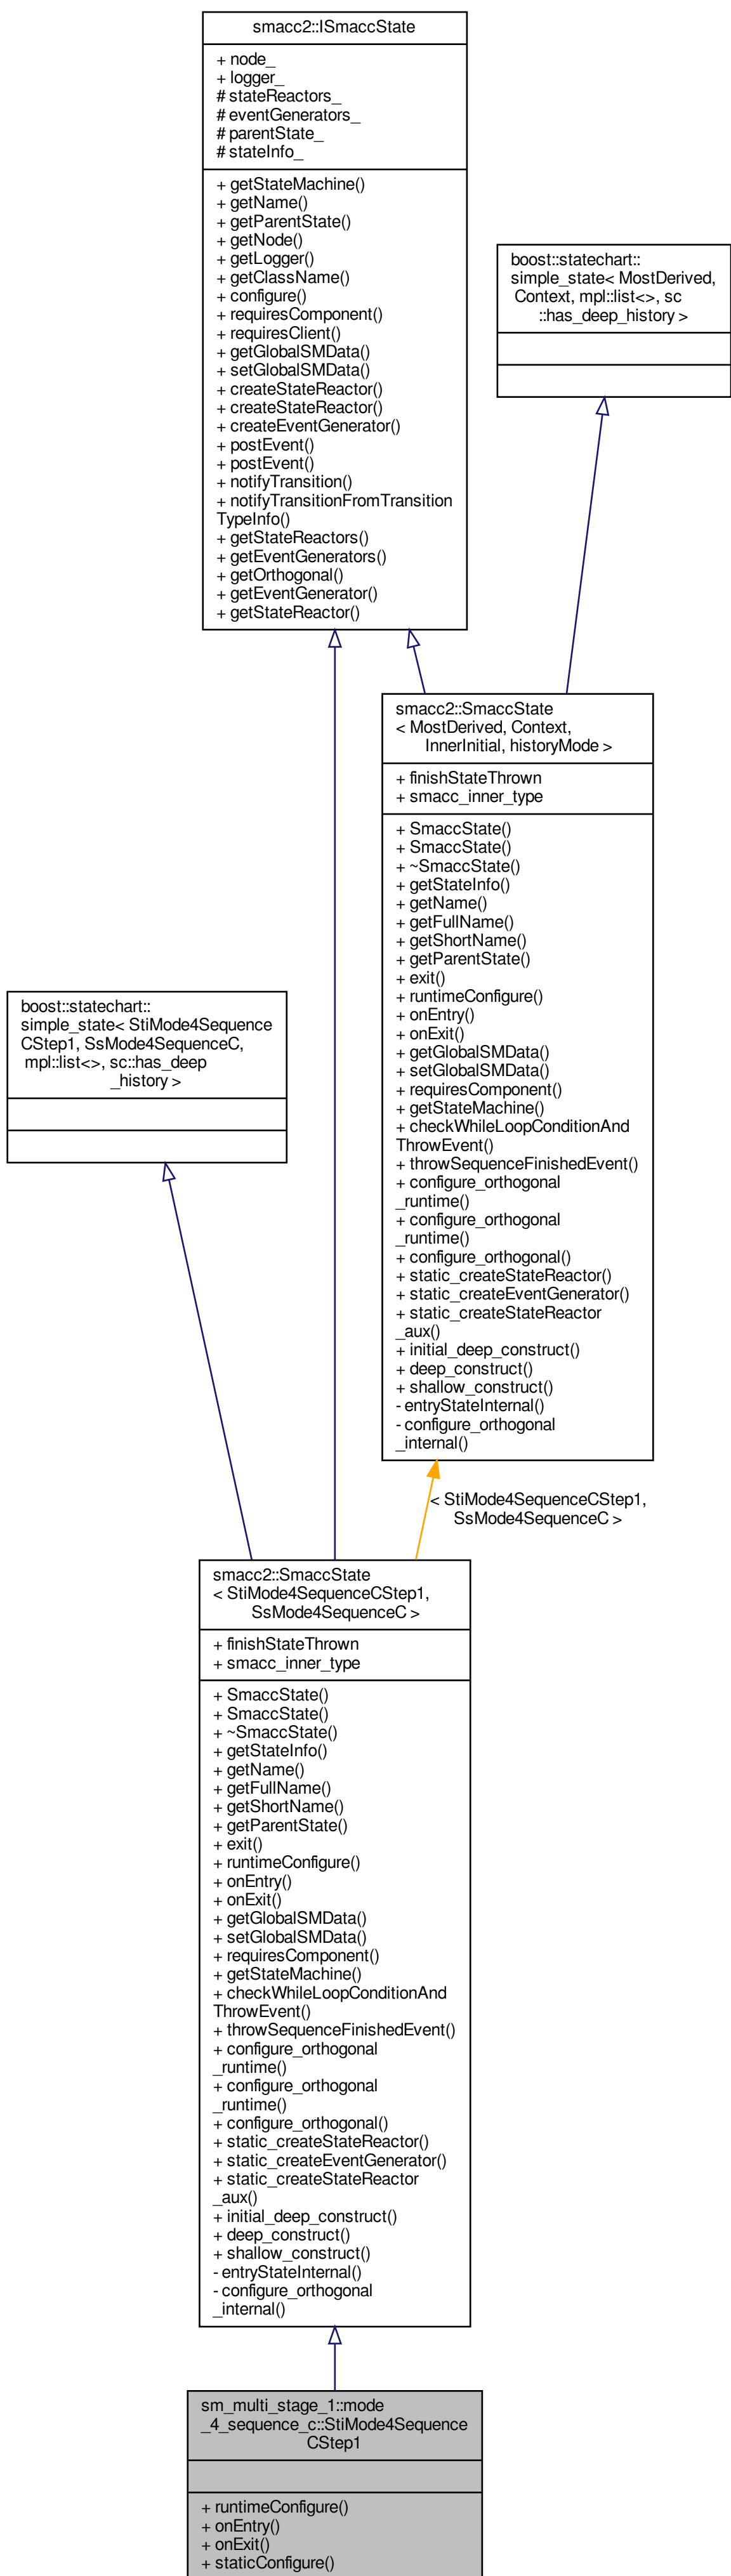 smacc2::ISmaccState
+ node_
+ logger_
# stateReactors_
# eventGenerators_
# parentState_
# stateInfo_
+ getStateMachine()
+ getName()
+ getParentState()
+ getNode()
+ getLogger()
+ getClassName()
+ configure()
+ requiresComponent()
+ requiresClient()
+ getGlobalSMData()
+ setGlobalSMData()
+ createStateReactor()
+ createStateReactor()
+ createEventGenerator()
+ postEvent()
+ postEvent()
+ notifyTransition()
+ notifyTransitionFromTransition
TypeInfo()
+ getStateReactors()
+ getEventGenerators()
+ getOrthogonal()
+ getEventGenerator()
+ getStateReactor()
boost::statechart::
simple_state< MostDerived,
Context, mpl::list<>, sc
::has_deep_history >
smacc2::SmaccState
< MostDerived, Context,
InnerInitial, historyMode >
+ finishStateThrown
+ smacc_inner_type
+ SmaccState()
+ SmaccState()
+ ~SmaccState()
+ getStateInfo()
+ getName()
+ getFullName()
+ getShortName()
+ getParentState()
+ exit()
+ runtimeConfigure()
+ onEntry()
+ onExit()
+ getGlobalSMData()
+ setGlobalSMData()
+ requiresComponent()
+ getStateMachine()
+ checkWhileLoopConditionAnd
ThrowEvent()
+ throwSequenceFinishedEvent()
+ configure_orthogonal
_runtime()
+ configure_orthogonal
_runtime()
+ configure_orthogonal()
+ static_createStateReactor()
+ static_createEventGenerator()
+ static_createStateReactor
_aux()
+ initial_deep_construct()
+ deep_construct()
+ shallow_construct()
- entryStateInternal()
- configure_orthogonal
_internal()
boost::statechart::
simple_state< StiMode4Sequence
CStep1, SsMode4SequenceC,
mpl::list<>, sc::has_deep
_history >
< StiMode4SequenceCStep1,
SsMode4SequenceC >
smacc2::SmaccState
< StiMode4SequenceCStep1,
SsMode4SequenceC >
+ finishStateThrown
+ smacc_inner_type
+ SmaccState()
+ SmaccState()
+ ~SmaccState()
+ getStateInfo()
+ getName()
+ getFullName()
+ getShortName()
+ getParentState()
+ exit()
+ runtimeConfigure()
+ onEntry()
+ onExit()
+ getGlobalSMData()
+ setGlobalSMData()
+ requiresComponent()
+ getStateMachine()
+ checkWhileLoopConditionAnd
ThrowEvent()
+ throwSequenceFinishedEvent()
+ configure_orthogonal
_runtime()
+ configure_orthogonal
_runtime()
+ configure_orthogonal()
+ static_createStateReactor()
+ static_createEventGenerator()
+ static_createStateReactor
_aux()
+ initial_deep_construct()
+ deep_construct()
+ shallow_construct()
- entryStateInternal()
- configure_orthogonal
_internal()
sm_multi_stage_1::mode
_4_sequence_c::StiMode4Sequence
CStep1
+ runtimeConfigure()
+ onEntry()
+ onExit()
+ staticConfigure()